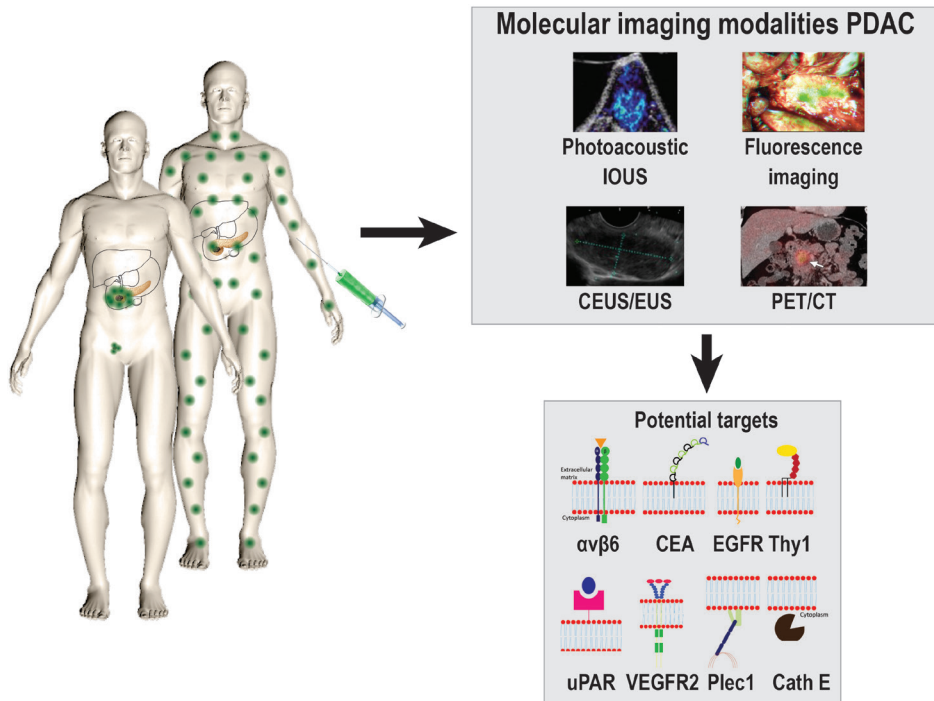 Molecular imaging modalities PDAC
Photoacoustic
IOUS
Fluorescence
imaging
CEUS/EUS
PET/CT
Potential targets
Extracellular
matrix
Cytoplasm
αvβ6
CEA
EGFR
Thy1
Cytoplasm
uPAR
VEGFR2
Plec1
Cath E